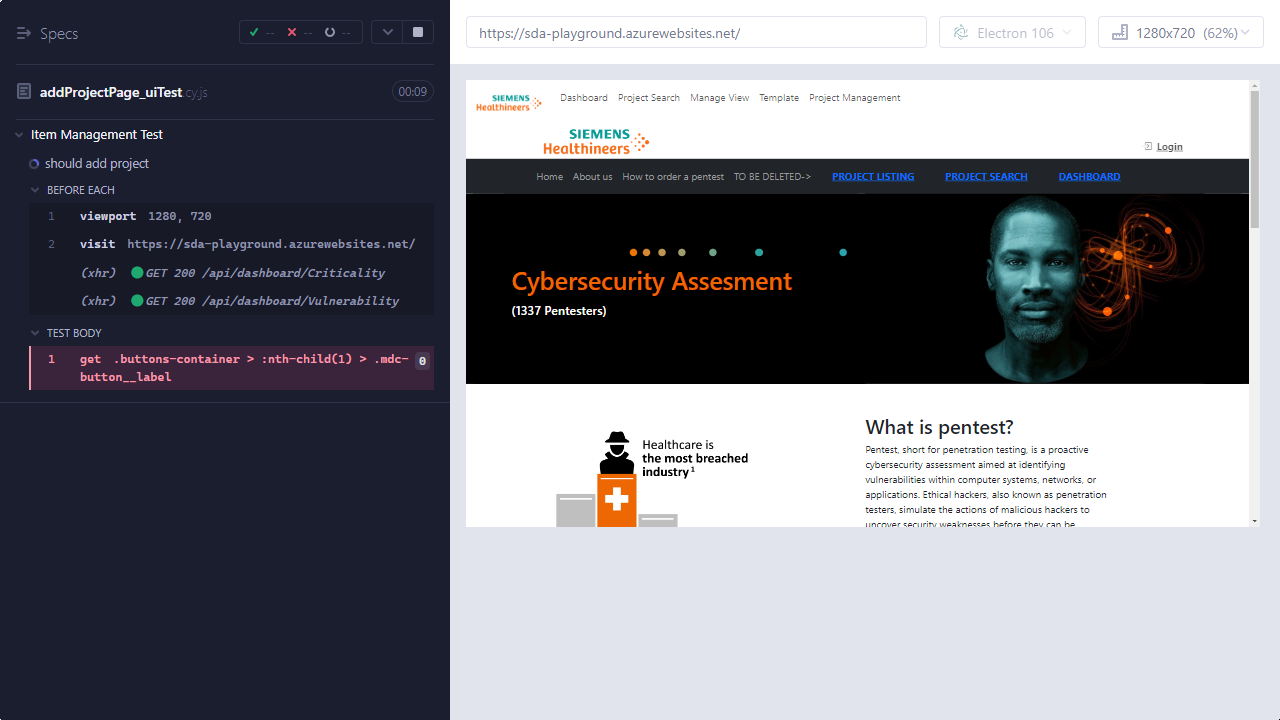 Specs
-- -- --
addProjectPage_uiTest.cy.js 00:09
Item Management Test
should add project
BEFORE EACH
1 viewport 1280, 720
2 visit https://sda-playground.azurewebsites.net/
(xhr) GET 200 /api/dashboard/Criticality
(xhr) GET 200 /api/dashboard/Vulnerability
TEST BODY
1 get .buttons-container > :nth-child(1) > .mdc-
button__label 0
https://sda-playground.azurewebsites.net/
Electron 106
1280x720 (62%)
SIEMENS
Healthineers
Dashboard Project Search Manage View Template Project Management
SIEMENS
Healthineers
Login
Home About us How to order a pentest TO BE DELETED-> PROJECT LISTING PROJECT SEARCH DASHBOARD
Cybersecurity Assesment
(1337 Pentesters)
Healthcare is
the most breached
industry 1
What is pentest?
Pentest, short for penetration testing, is a proactive
cybersecurity assessment aimed at identifying
vulnerabilities within computer systems, networks, or
applications. Ethical hackers, also known as penetration
testers, simulate the actions of malicious hackers to
uncover security weaknesses before they can be